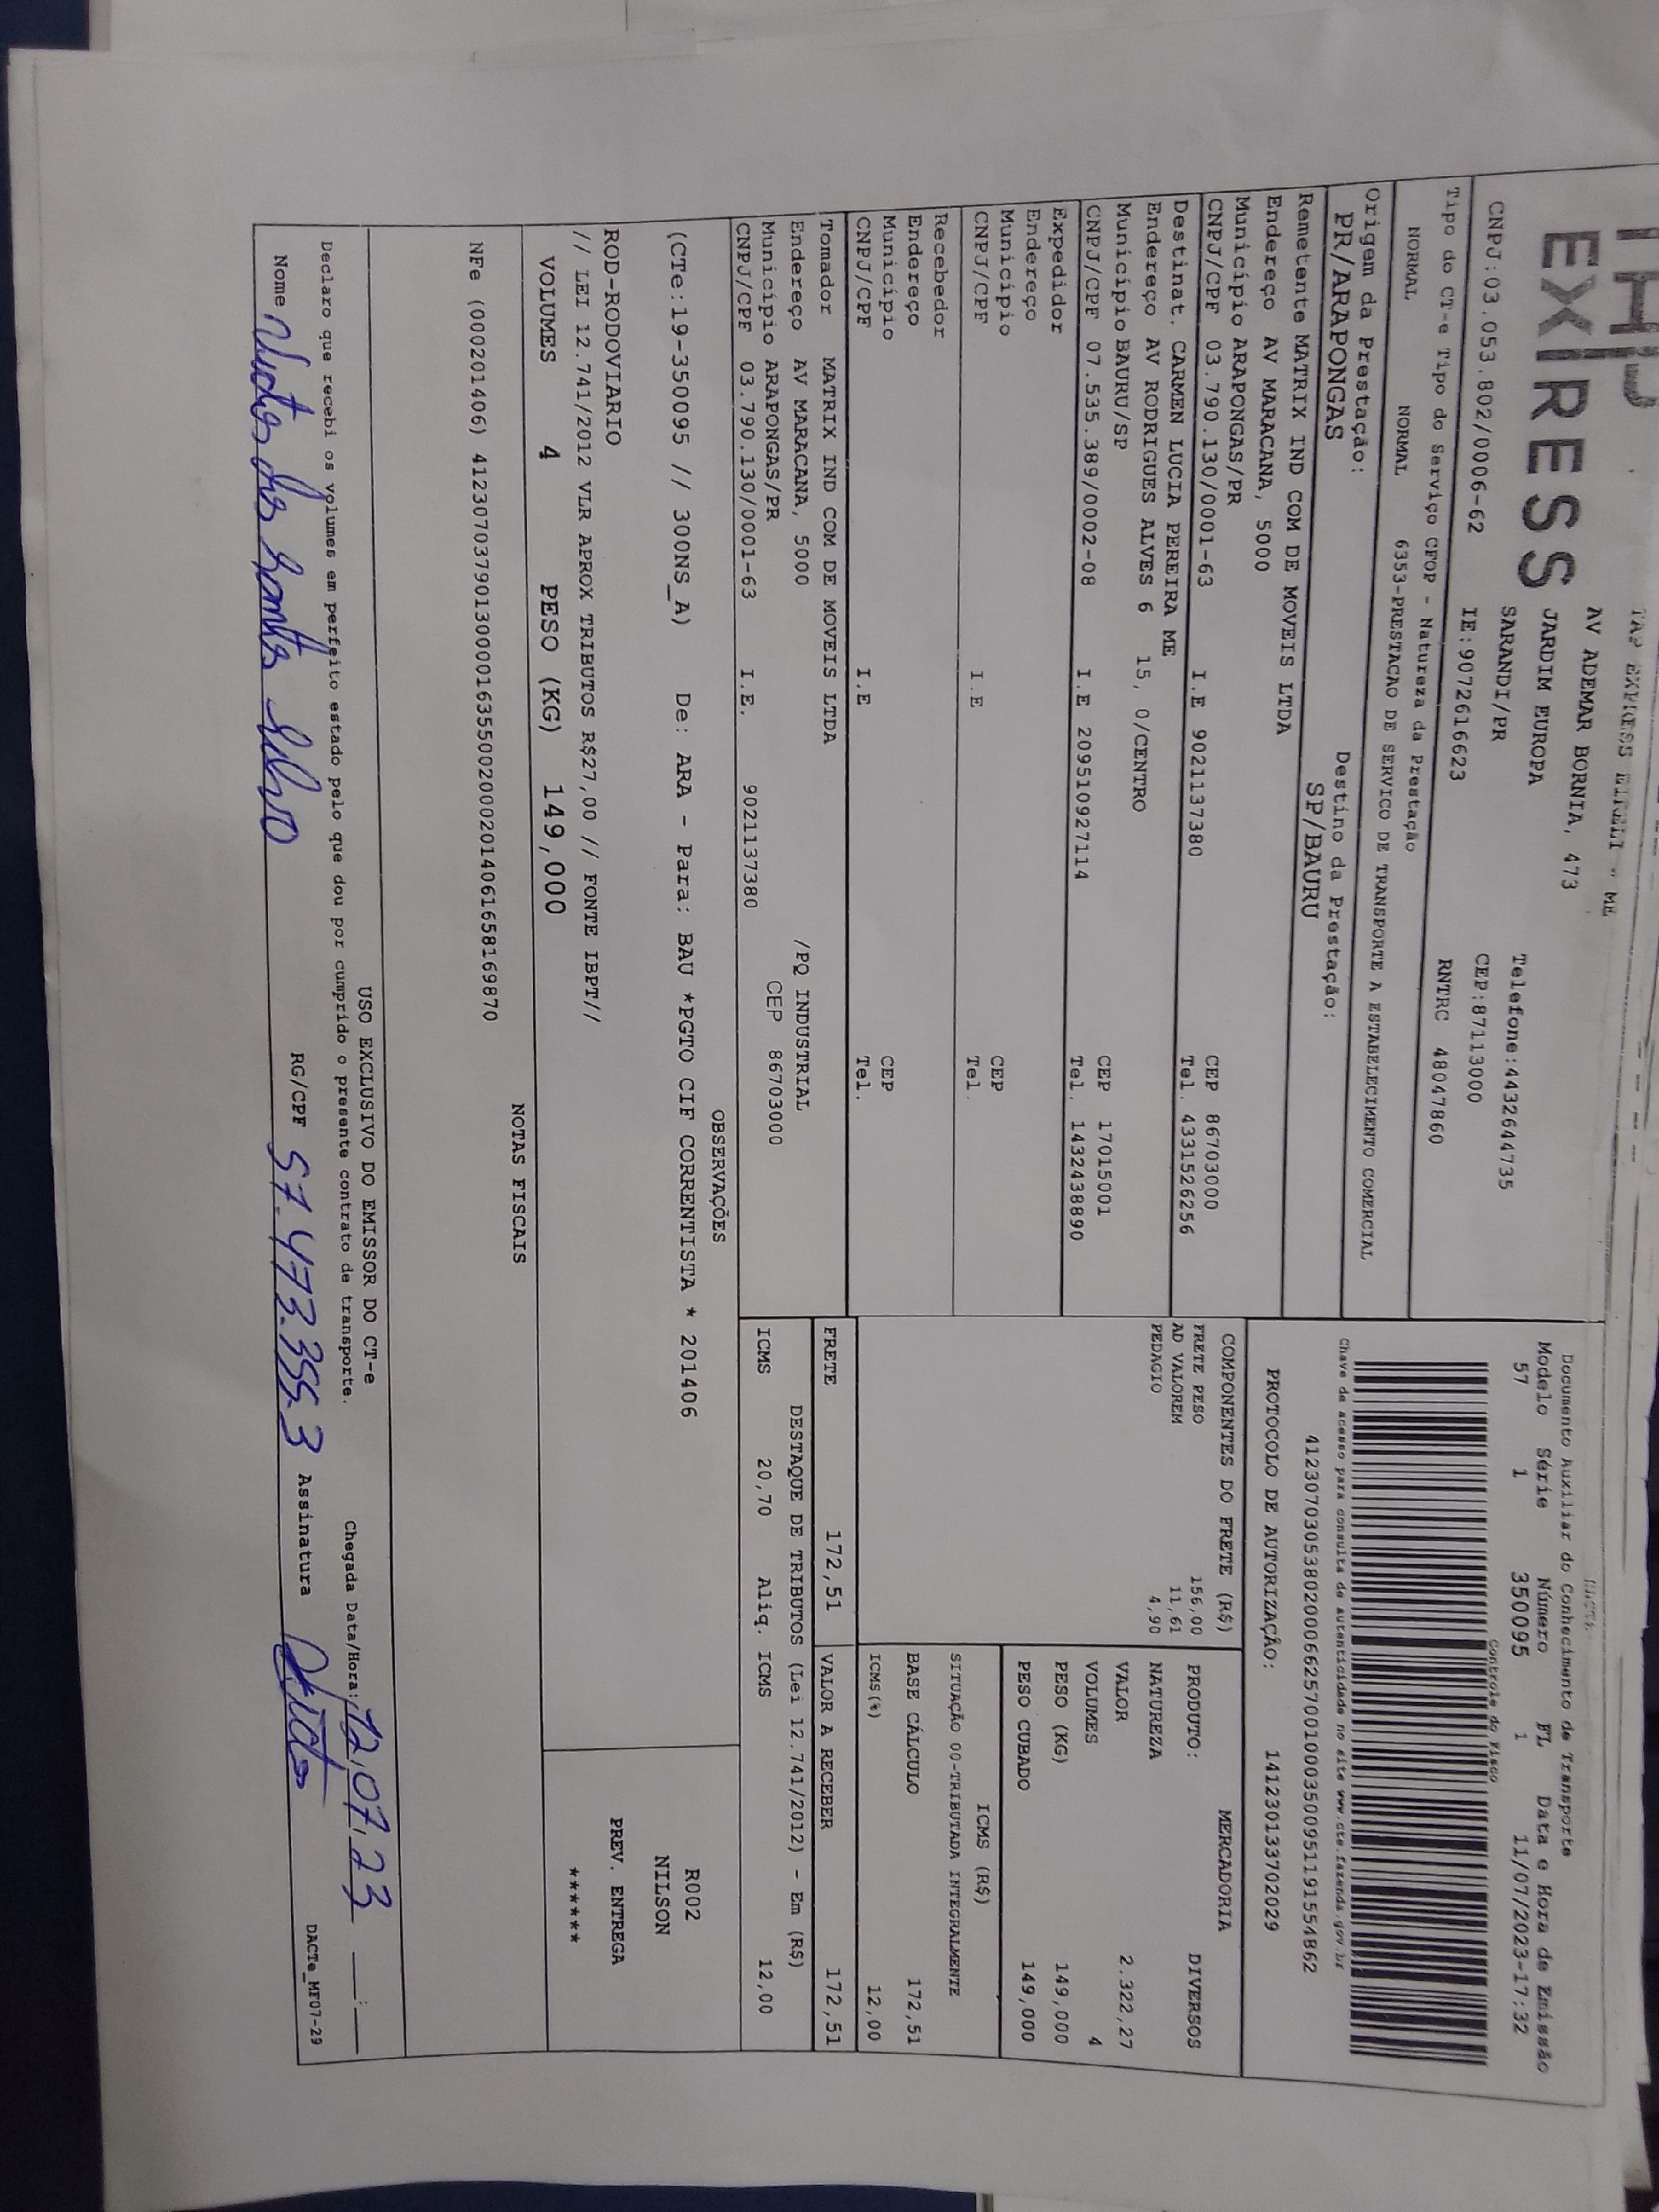 EXPRESS
TAP EXPRESS EIRELI - ME
AV ADEMAR BORNIA, 473
JARDIM EUROPA
SARANDI/PR
Telefone:4432644735
CNPJ:03.053.802/0006-62
IE:9072616623
CEP:87113000
RNTRC 48047860
Tipo do CT-e Tipo do Serviço CFOP - Natureza da Prestação
NORMAL NORMAL 6353-PRESTACAO DE SERVICO DE TRANSPORTE A ESTABELECIMENTO COMERCIAL
Origem da Prestação: Destino da Prestação:
PR/ARAPONGAS SP/BAURU
Documento Auxiliar do Conhecimento de Transporte
Modelo Série Número FL Data e Hora de Emissão
57 1 350095 1 11/07/2023-17:32
Controle do Fisco
Chave de acesso para consulta de autenticidade no site www.cte.fazenda.gov.br
41230703053802000662570010003500951191554862
PROTOCOLO DE AUTORIZAÇÃO: 141230133702029
Remetente MATRIX IND COM DE MOVEIS LTDA
Endereço AV MARACANA, 5000
Município ARAPONGAS/PR CEP 86703000
CNPJ/CPF 03.790.130/0001-63 I.E 9021137380 Tel. 433152​6256
Destinat. CARMEN LUCIA PEREIRA ME
Endereço AV RODRIGUES ALVES 6 15, 0/CENTRO
Município BAURU/SP CEP 17015001
CNPJ/CPF 07.535.389/0002-08 I.E 209510927114 Tel. 1432438890
Expedidor
Endereço
Município CEP
CNPJ/CPF I.E Tel.
Recebedor
Endereço
Município CEP
CNPJ/CPF I.E Tel.
Tomador MATRIX IND COM DE MOVEIS LTDA
Endereço AV MARACANA, 5000 /PQ INDUSTRIAL
Município ARAPONGAS/PR CEP 86703000
CNPJ/CPF 03.790.130/0001-63 I.E. 9021137380
COMPONENTES DO FRETE (R$)
FRETE PESO 156,00
AD VALOREM 11,61
PEDAGIO 4,90
MERCADORIA
PRODUTO: DIVERSOS
NATUREZA
VALOR 2.322,27
VOLUMES 4
PESO (KG) 149,000
PESO CUBADO 149,000
ICMS (R$)
SITUAÇÃO 00-TRIBUTADA INTEGRALMENTE
BASE CÁLCULO 172,51
ICMS(%) 12,00
FRETE 172,51 VALOR A RECEBER 172,51
DESTAQUE DE TRIBUTOS (Lei 12.741/2012) - Em (R$)
ICMS 20,70 Aliq. ICMS 12,00
OBSERVAÇÕES
(CTe:19-350095 // 300NS_A) De: ARA - Para: BAU *PGTO CIF CORRENTISTA * 201406
R002
NILSON
ROD-RODOVIARIO
// LEI 12.741/2012 VLR APROX TRIBUTOS R$27,00 // FONTE IBPT//
PREV. ENTREGA
******
VOLUMES 4 PESO (KG) 149,000
NOTAS FISCAIS
NFe (000201406) 41230703790130000163550020002014061658169870
USO EXCLUSIVO DO EMISSOR DO CT-e
Declaro que recebi os volumes em perfeito estado pelo que dou por cumprido o presente contrato de transporte.
Chegada Data/Hora: 12,07,23 __:__
Nome dos Santos RG/CPF 57.473.355.3 Assinatura
DACTe_MF07-29